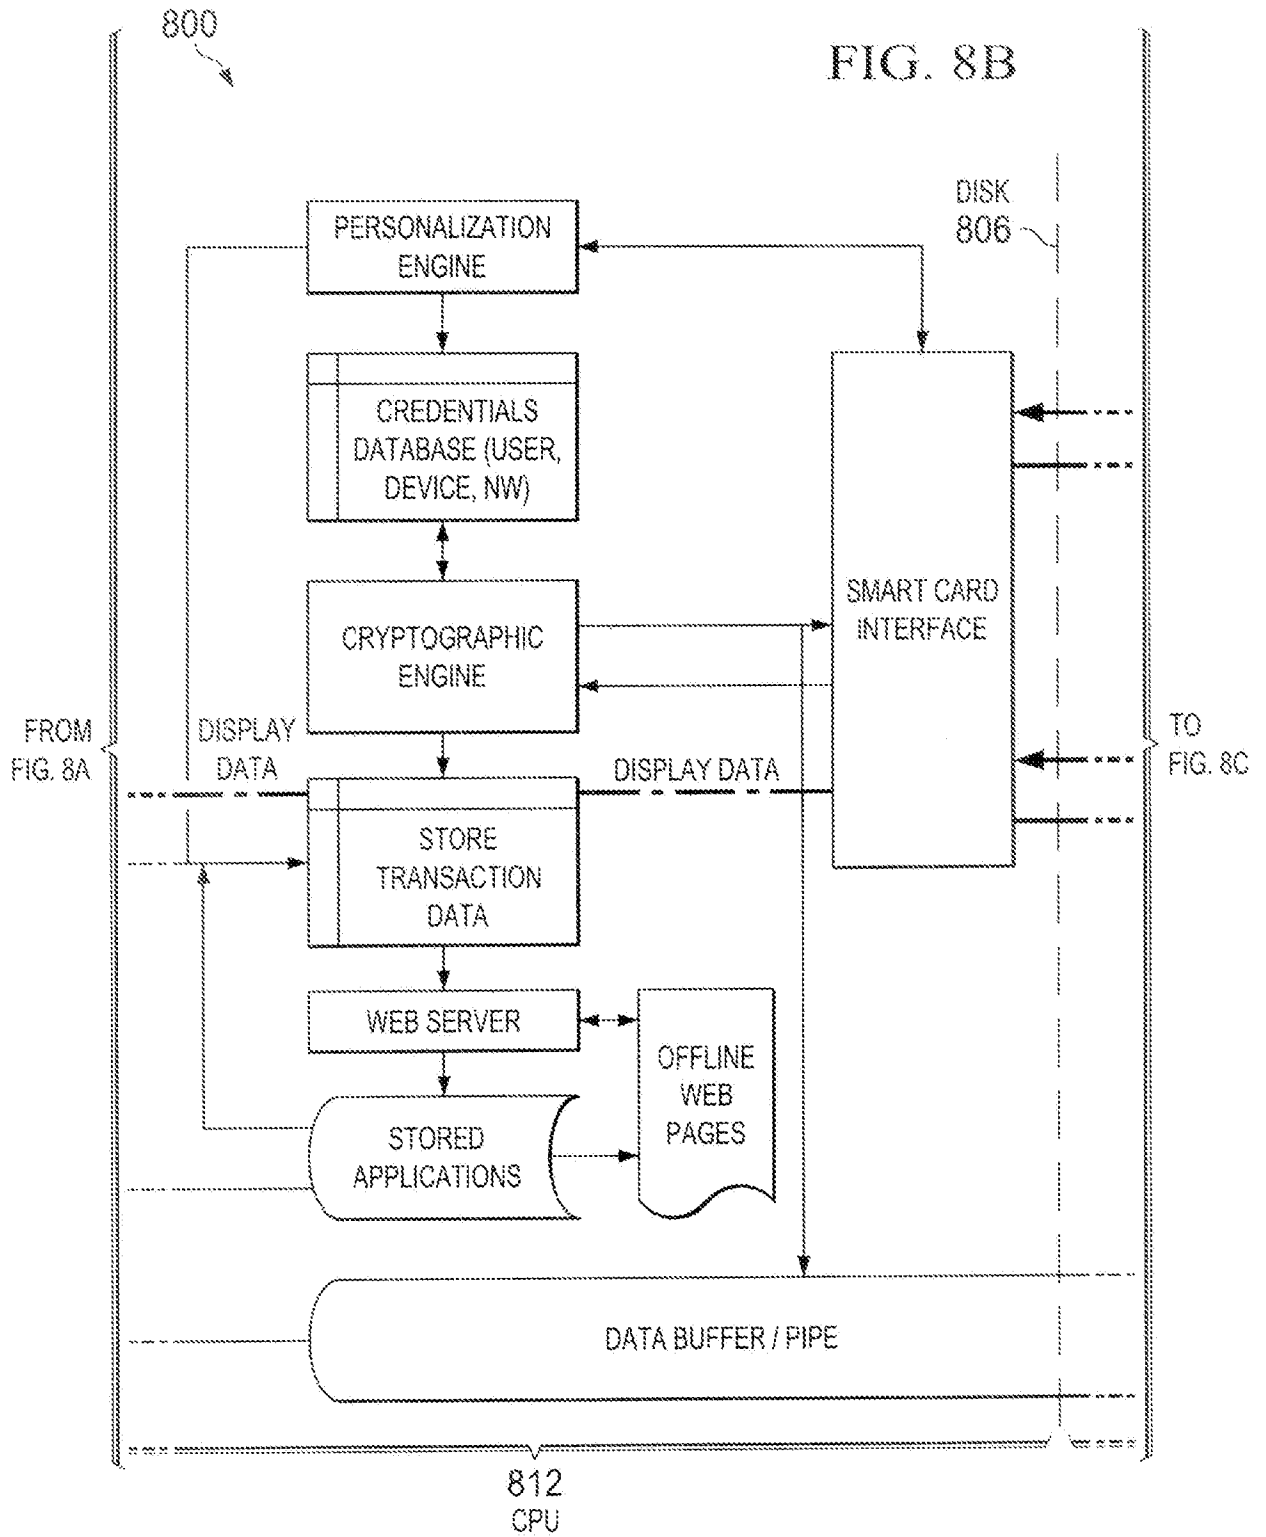 800
FIG. 8B
DISK
806
PERSONALIZATION
ENGINE
CREDENTIALS
DATABASE (USER,
DEVICE, NW)
SMART CARD
INTERFACE
CRYPTOGRAPHIC
ENGINE
FROM
FIG. 8A
DISPLAY
DATA
DISPLAY DATA
TO
FIG. 8C
STORE
TRANSACTION
DATA
WEB SERVER
OFFLINE
WEB
PAGES
STORED
APPLICATIONS
DATA BUFFER / PIPE
812
CPU